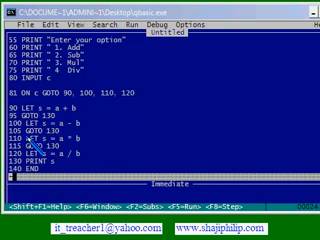 C:\DOCUME~1\ADMINI~1\Desktop\qbasic.exe
File Edit View Search Run Debug Options
Untitled
55 PRINT "Enter your option"
60 PRINT " 1. Add"
65 PRINT " 2. Sub"
70 PRINT " 3. Mul"
75 PRINT " 4 Div"
80 INPUT c
81 ON c GOTO 90, 100, 110, 120
90 LET s = a + b
95 GOTO 130
100 LET s = a - b
105 GOTO 130
110 LET s = a * b
115 GOTO 130
120 LET s = a / b
130 PRINT s
140 END
Immediate
<Shift+F1=Help> <F6=Window> <F2=Subs> <F5=Run> <F8=Step>
it_treacher1@yahoo.com www.shajiphilip.com